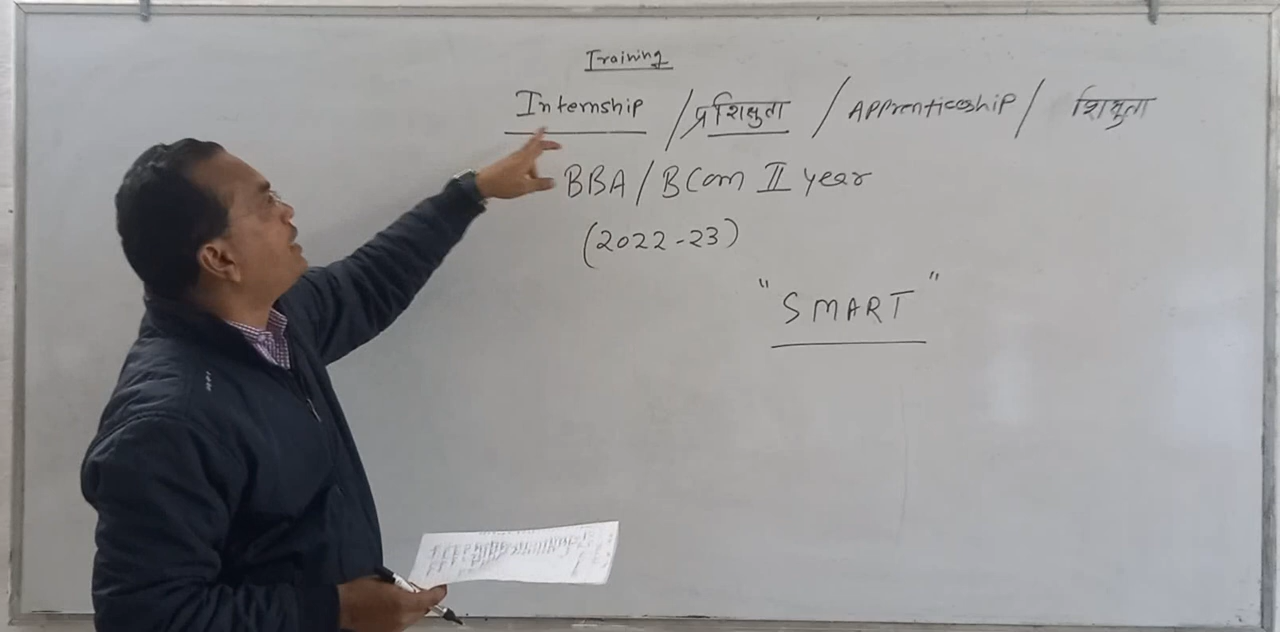 Training
Internship / प्रशिक्षुता / Apprenticeship / शिक्षुता
BBA / BCom II year
(2022-23)
"SMART"